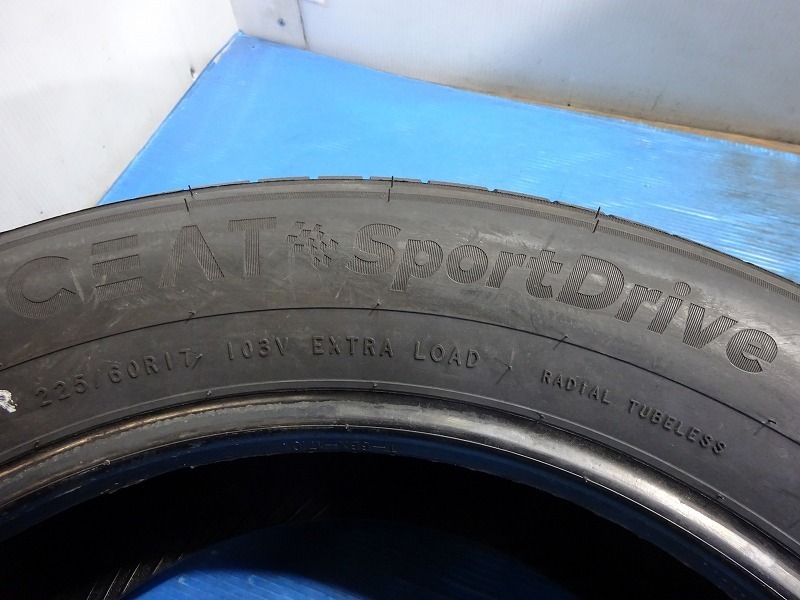 CEAT SportDrive
225/60R17 103V EXTRA LOAD RADIAL TUBELESS